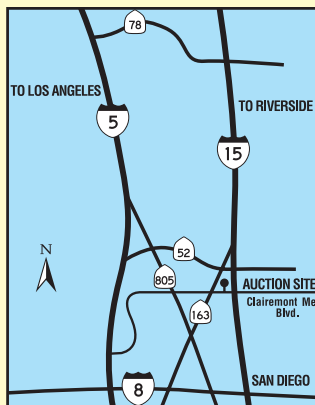 78
TO LOS ANGELES
TO RIVERSIDE
5
15
N
52
805
AUCTION SITE
Clairemont Me
Blvd.
163
SAN DIEGO
8